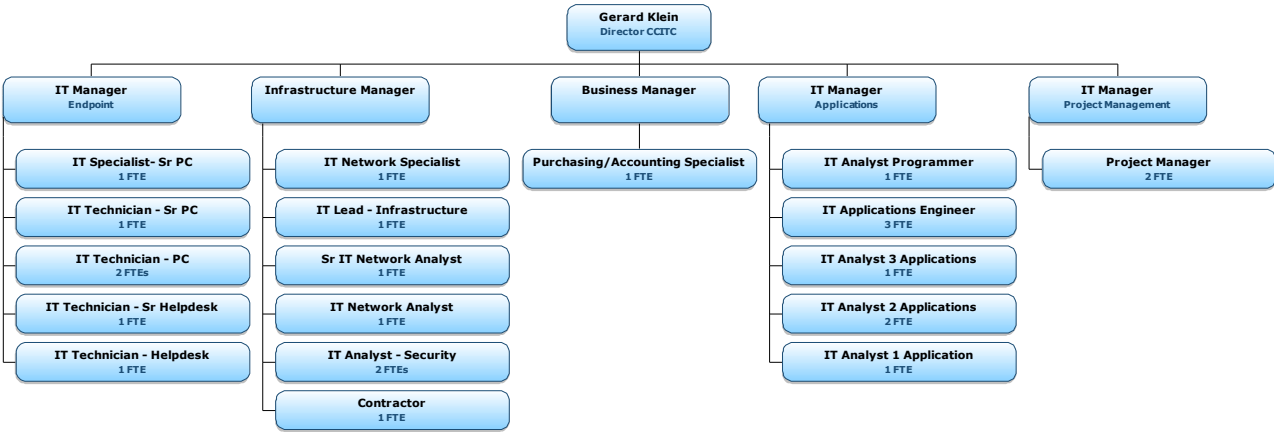 Gerard Klein
Director CCITC
IT Manager
Endpoint
IT Specialist- Sr PC
1 FTE
IT Technician - Sr PC
1 FTE
IT Technician - PC
2 FTEs
IT Technician - Sr Helpdesk
1 FTE
IT Technician - Helpdesk
1 FTE
Infrastructure Manager
IT Network Specialist
1 FTE
IT Lead - Infrastructure
1 FTE
Sr IT Network Analyst
1 FTE
IT Network Analyst
1 FTE
IT Analyst - Security
2 FTEs
Contractor
1 FTE
Business Manager
Purchasing/Accounting Specialist
1 FTE
IT Manager
Applications
IT Analyst Programmer
1 FTE
IT Applications Engineer
3 FTE
IT Analyst 3 Applications
1 FTE
IT Analyst 2 Applications
2 FTE
IT Analyst 1 Application
1 FTE
IT Manager
Project Management
Project Manager
2 FTE